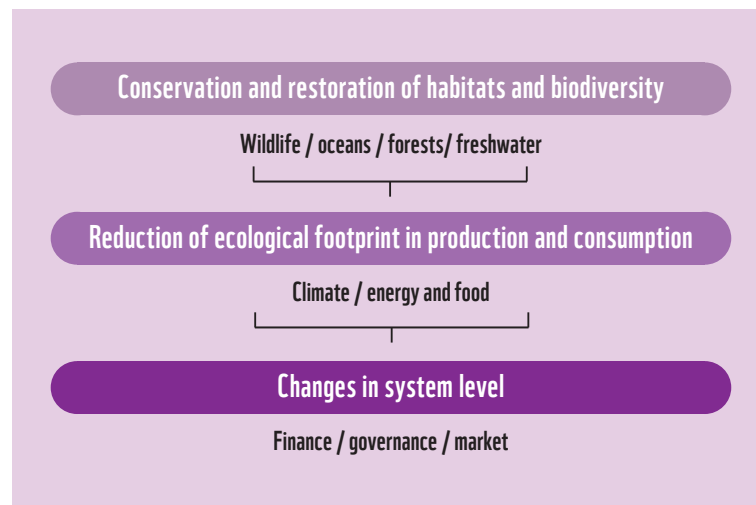 Conservation and restoration of habitats and biodiversity
Wildlife / oceans / forests/ freshwater
Reduction of ecological footprint in production and consumption
Climate / energy and food
Changes in system level
Finance / governance / market